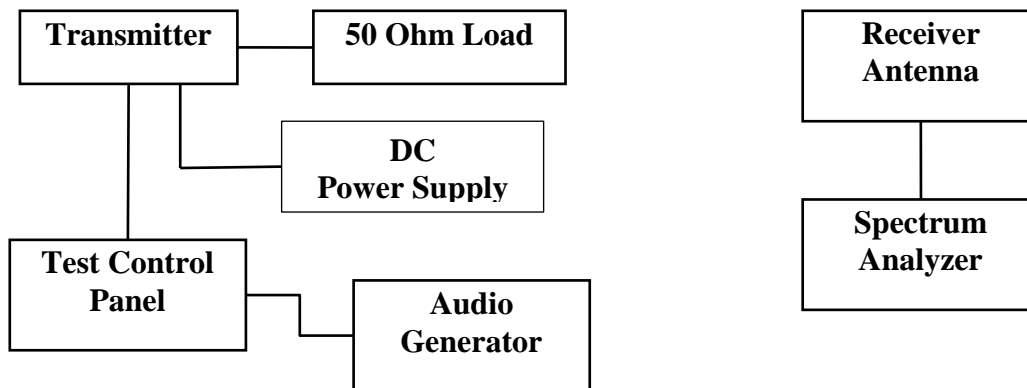 Transmitter
50 Ohm Load
Receiver
Antenna
DC
Power Supply
Test Control
Panel
Audio
Generator
Spectrum
Analyzer